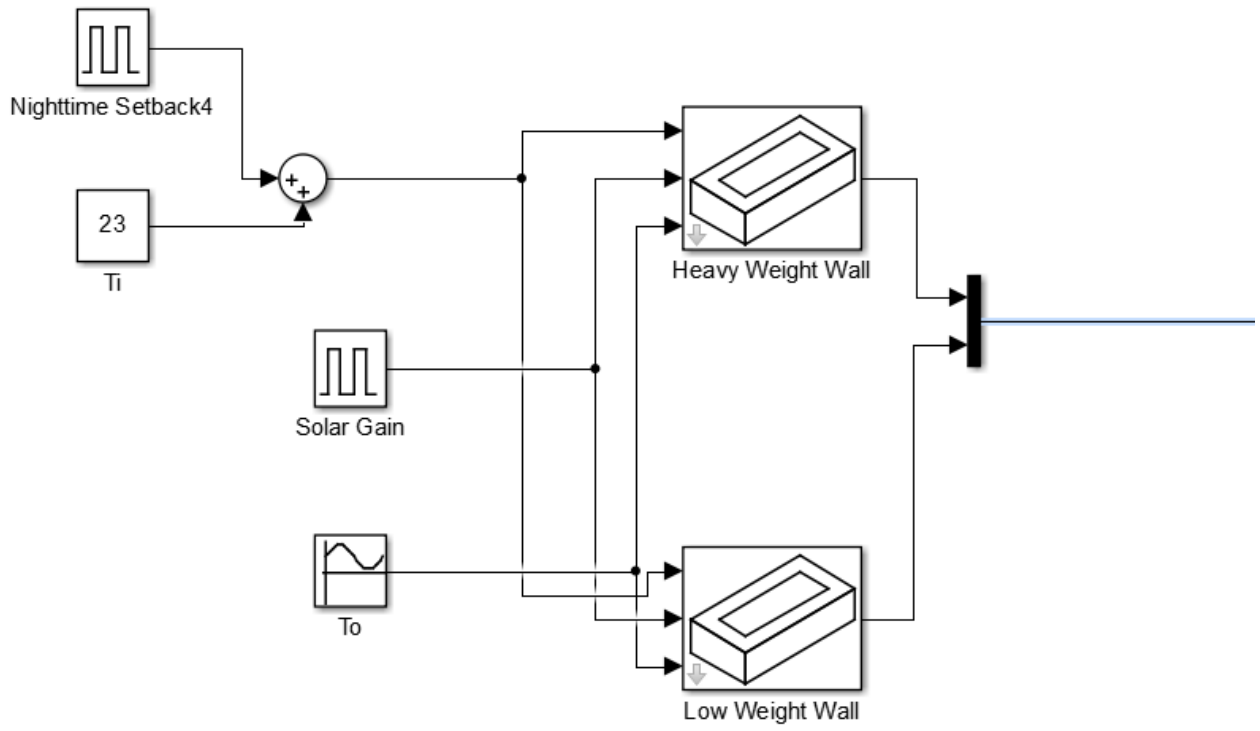 Nighttime Setback4
+
+
23
Ti
Heavy Weight Wall
Solar Gain
To
Low Weight Wall